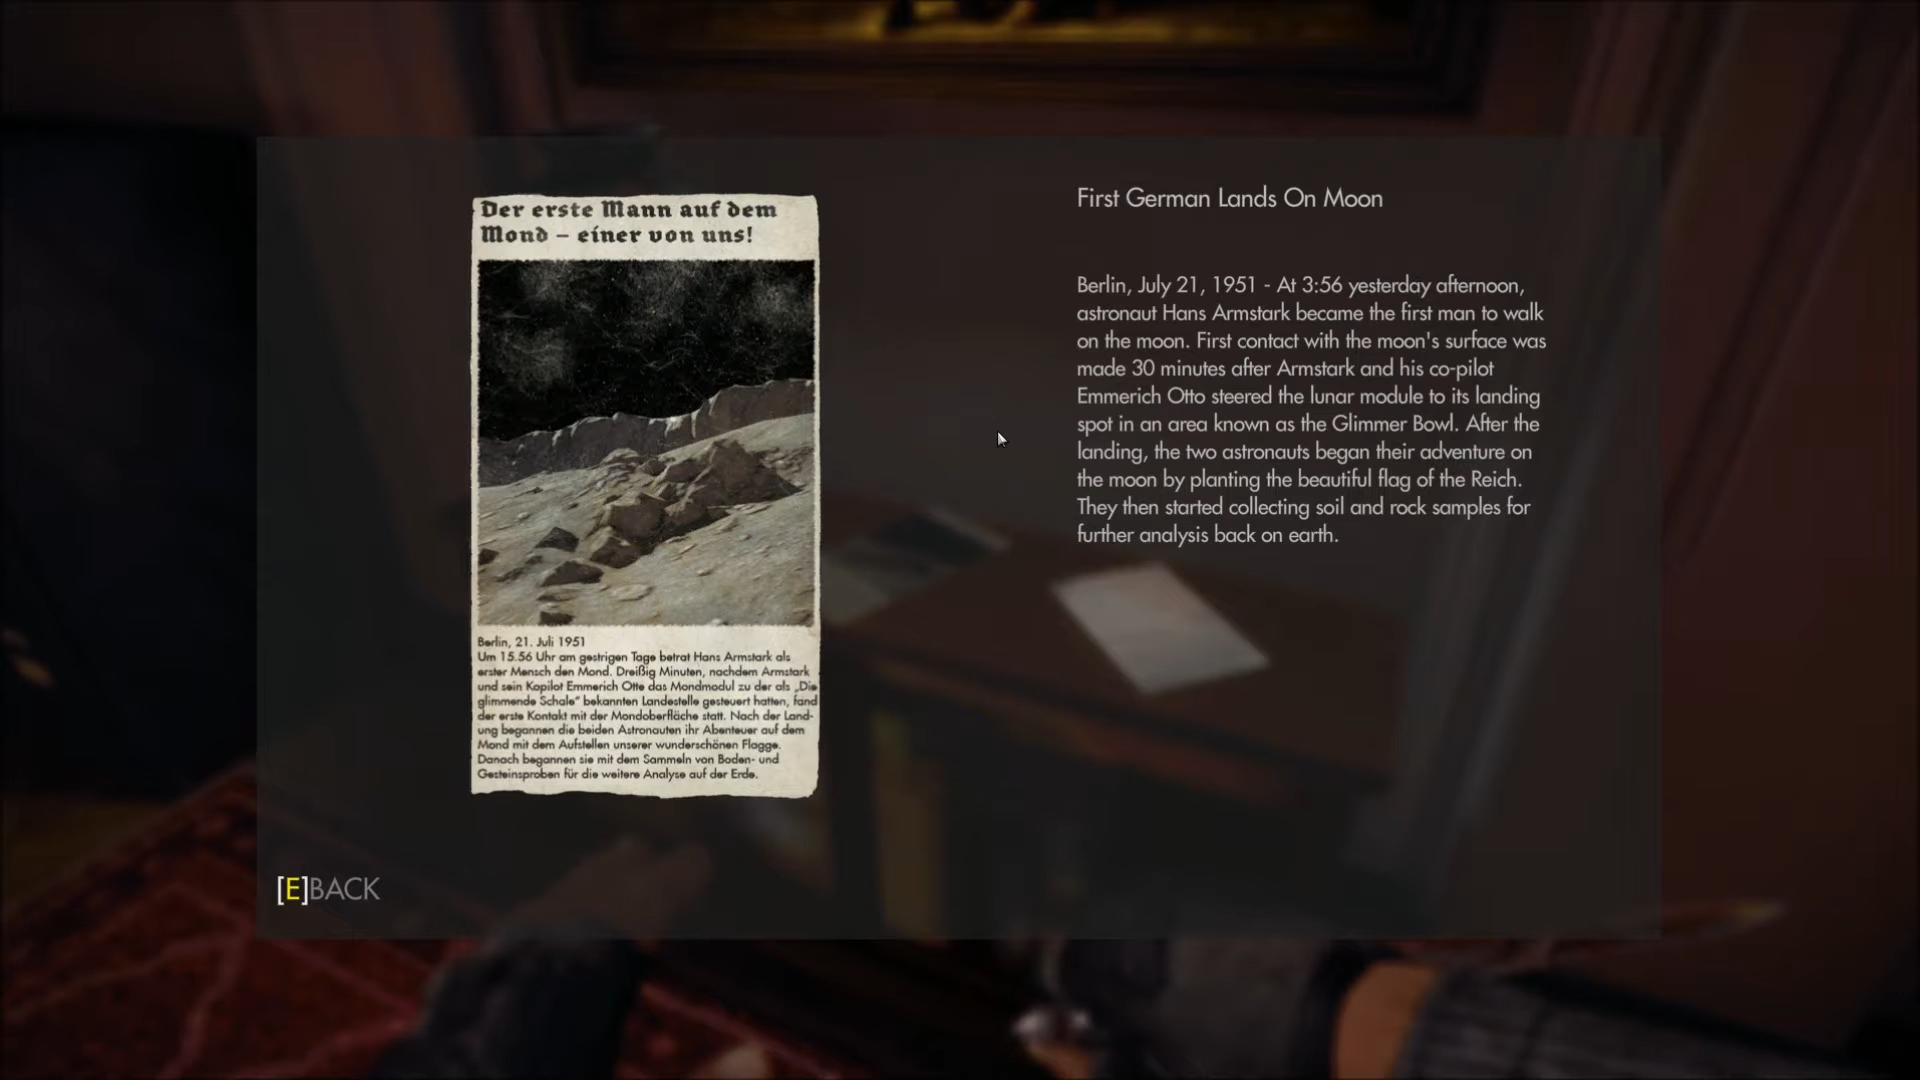 Der erste Mann auf dem
Mond – einer von uns!
Berlin, 21. Juli 1951
Um 15.56 Uhr am gestrigen Tage betrat Hans Armstark als
erster Mensch den Mond. Dreißig Minuten, nachdem Armstark
und sein Kopilot Emmerich Otto das Mondmodul zu der als „Die
glimmende Schale“ bekannten Landestelle gesteuert hatten, fand
der erste Kontakt mit der Mondoberfläche statt. Nach der Land-
ung begannen die beiden Astronauten ihr Abenteuer auf dem
Mond mit dem Aufstellen unserer wunderschönen Flagge.
Danach begannen sie mit dem Sammeln von Boden- und
Gesteinsproben für die weitere Analyse auf der Erde.
First German Lands On Moon
Berlin, July 21, 1951 - At 3:56 yesterday afternoon,
astronaut Hans Armstark became the first man to walk
on the moon. First contact with the moon's surface was
made 30 minutes after Armstark and his co-pilot
Emmerich Otto steered the lunar module to its landing
spot in an area known as the Glimmer Bowl. After the
landing, the two astronauts began their adventure on
the moon by planting the beautiful flag of the Reich.
They then started collecting soil and rock samples for
further analysis back on earth.
[E]BACK